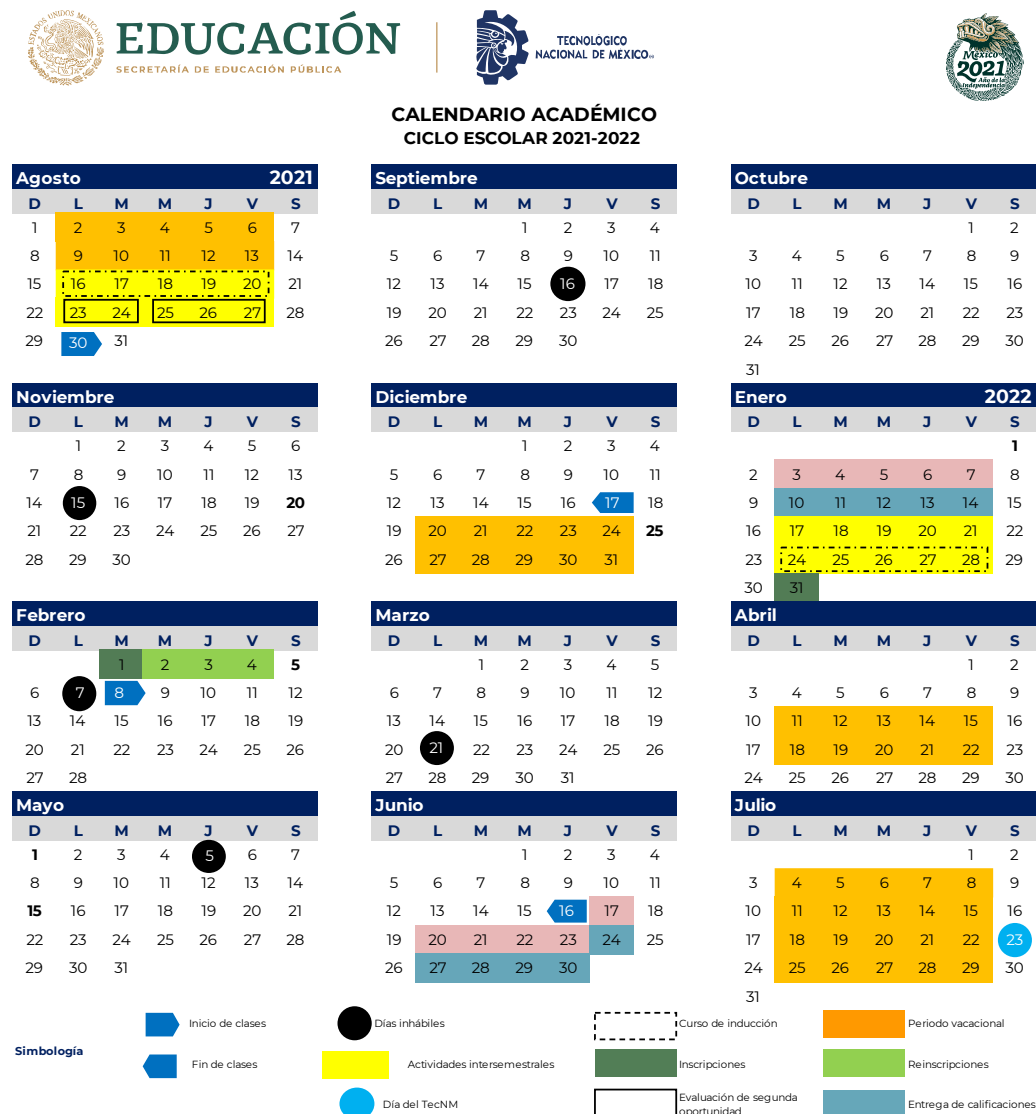 ESTADOS UNIDOS MEXICANOS
EDUCACIÓN
SECRETARÍA DE EDUCACIÓN PÚBLICA
TECNOLÓGICO
NACIONAL DE MÉXICO
México
2021
Año de la
Independencia
CALENDARIO ACADÉMICO
CICLO ESCOLAR 2021-2022
Agosto 2021
D L M M J V S
1 2 3 4 5 6 7
8 9 10 11 12 13 14
15 16 17 18 19 20 21
22 23 24 25 26 27 28
29 30 31
Septiembre
D L M M J V S
1 2 3 4
5 6 7 8 9 10 11
12 13 14 15 16 17 18
19 20 21 22 23 24 25
26 27 28 29 30
Octubre
D L M M J V S
1 2
3 4 5 6 7 8 9
10 11 12 13 14 15 16
17 18 19 20 21 22 23
24 25 26 27 28 29 30
31
Noviembre
D L M M J V S
1 2 3 4 5 6
7 8 9 10 11 12 13
14 15 16 17 18 19 20
21 22 23 24 25 26 27
28 29 30
Diciembre
D L M M J V S
1 2 3 4
5 6 7 8 9 10 11
12 13 14 15 16 17 18
19 20 21 22 23 24 25
26 27 28 29 30 31
Enero 2022
D L M M J V S
1
2 3 4 5 6 7 8
9 10 11 12 13 14 15
16 17 18 19 20 21 22
23 24 25 26 27 28 29
30 31
Febrero
D L M M J V S
1 2 3 4 5
6 7 8 9 10 11 12
13 14 15 16 17 18 19
20 21 22 23 24 25 26
27 28
Marzo
D L M M J V S
1 2 3 4 5
6 7 8 9 10 11 12
13 14 15 16 17 18 19
20 21 22 23 24 25 26
27 28 29 30 31
Abril
D L M M J V S
1 2
3 4 5 6 7 8 9
10 11 12 13 14 15 16
17 18 19 20 21 22 23
24 25 26 27 28 29 30
Mayo
D L M M J V S
1 2 3 4 5 6 7
8 9 10 11 12 13 14
15 16 17 18 19 20 21
22 23 24 25 26 27 28
29 30 31
Junio
D L M M J V S
1 2 3 4
5 6 7 8 9 10 11
12 13 14 15 16 17 18
19 20 21 22 23 24 25
26 27 28 29 30
Julio
D L M M J V S
1 2
3 4 5 6 7 8 9
10 11 12 13 14 15 16
17 18 19 20 21 22 23
24 25 26 27 28 29 30
31
Simbología
Inicio de clases
Días inhábiles
Curso de inducción
Periodo vacacional
Fin de clases
Actividades intersemestrales
Inscripciones
Reinscripciones
Día del TecNM
Evaluación de segunda
oportunidad
Entrega de calificaciones